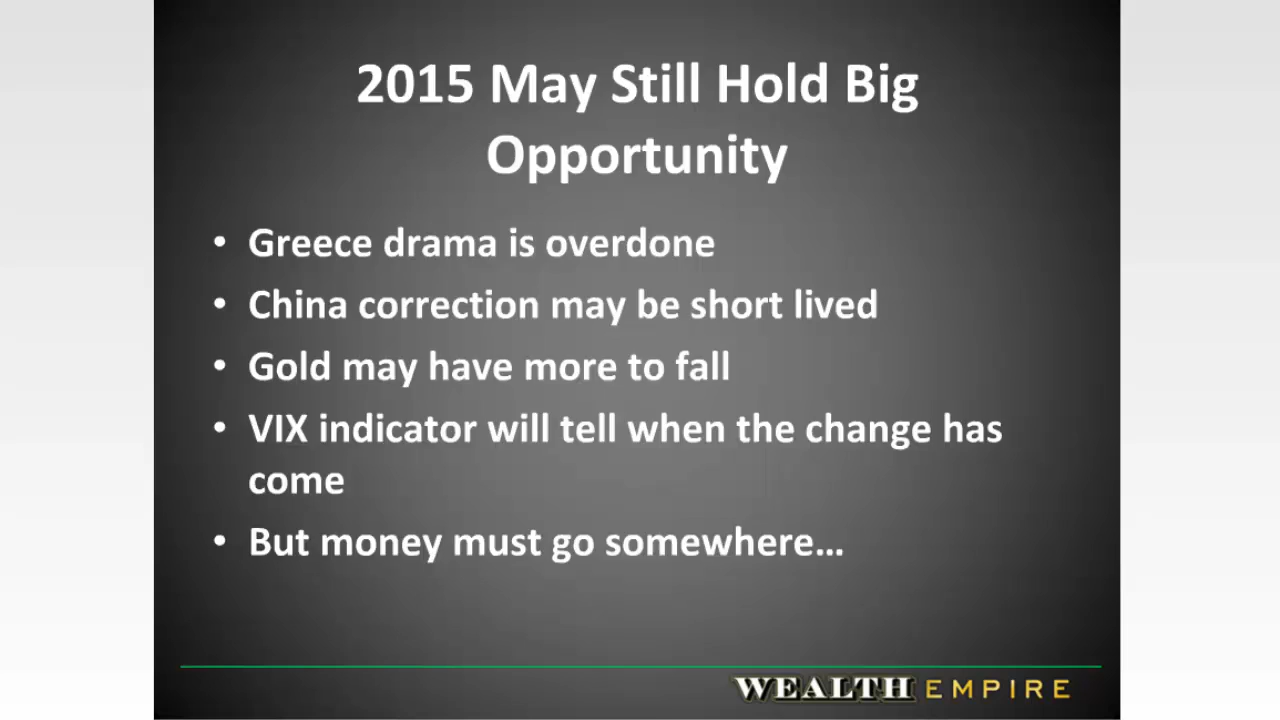 2015 May Still Hold Big
Opportunity
• Greece drama is overdone
• China correction may be short lived
• Gold may have more to fall
• VIX indicator will tell when the change has
come
• But money must go somewhere…
WEALTH EMPIRE